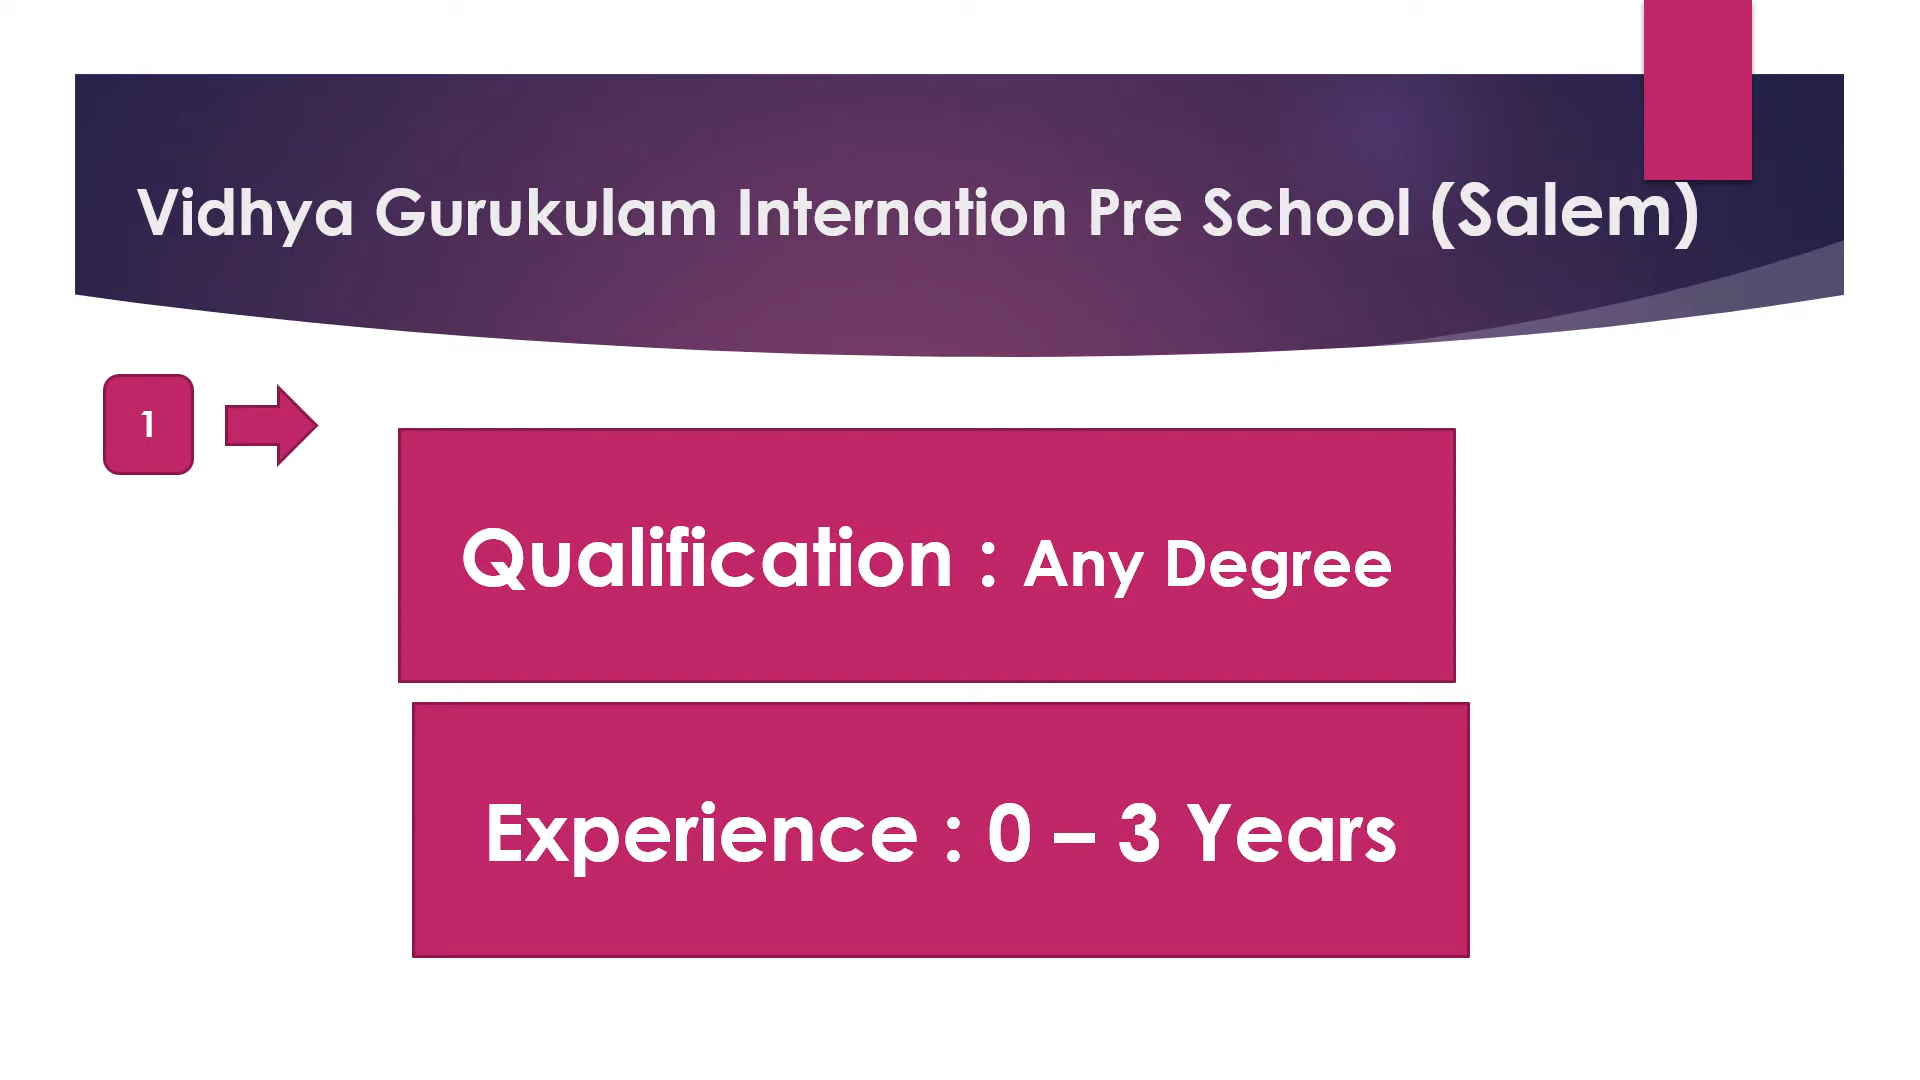 Vidhya Gurukulam Internation Pre School (Salem)
1
Qualification : Any Degree
Experience : 0 – 3 Years